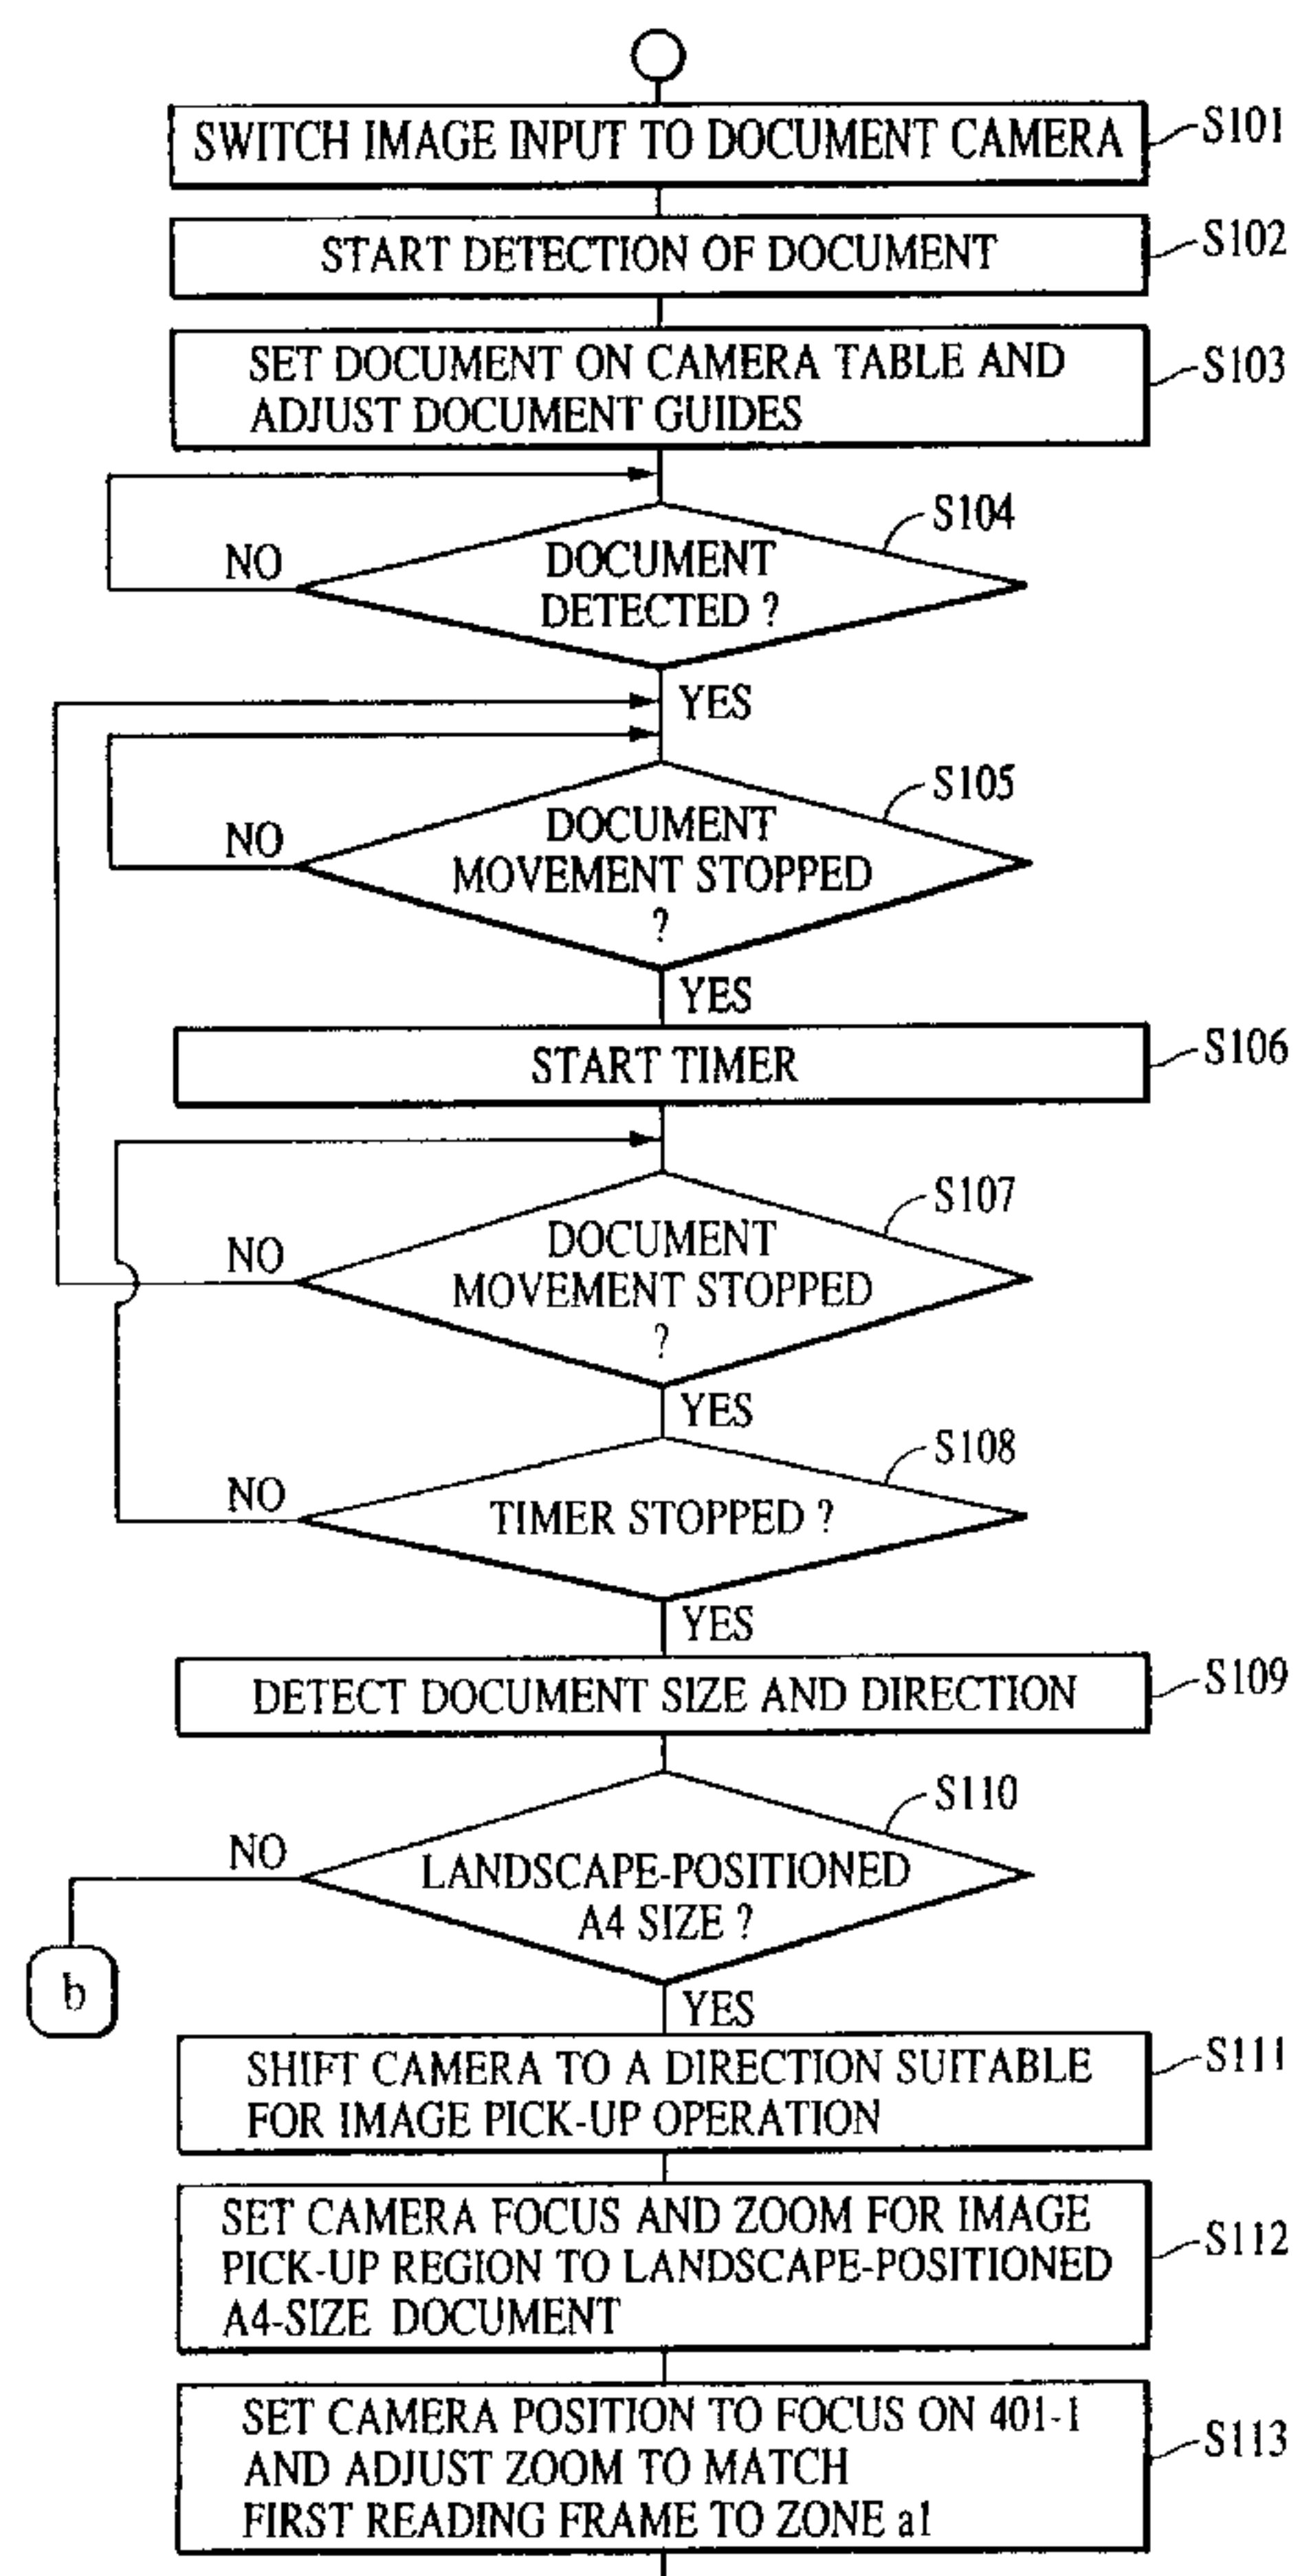 SWITCH IMAGE INPUT TO DOCUMENT CAMERA
S101
START DETECTION OF DOCUMENT
S102
SET DOCUMENT ON CAMERA TABLE AND
ADJUST DOCUMENT GUIDES
S103
S104
NO
DOCUMENT
DETECTED ?
YES
S105
NO
DOCUMENT
MOVEMENT STOPPED
?
YES
START TIMER
S106
S107
NO
DOCUMENT
MOVEMENT STOPPED
?
YES
S108
NO
TIMER STOPPED ?
YES
DETECT DOCUMENT SIZE AND DIRECTION
S109
S110
NO
LANDSCAPE-POSITIONED
A4 SIZE ?
b
YES
SHIFT CAMERA TO A DIRECTION SUITABLE
FOR IMAGE PICK-UP OPERATION
S111
SET CAMERA FOCUS AND ZOOM FOR IMAGE
PICK-UP REGION TO LANDSCAPE-POSITIONED
A4-SIZE DOCUMENT
S112
SET CAMERA POSITION TO FOCUS ON 401-1
AND ADJUST ZOOM TO MATCH
FIRST READING FRAME TO ZONE a1
S113